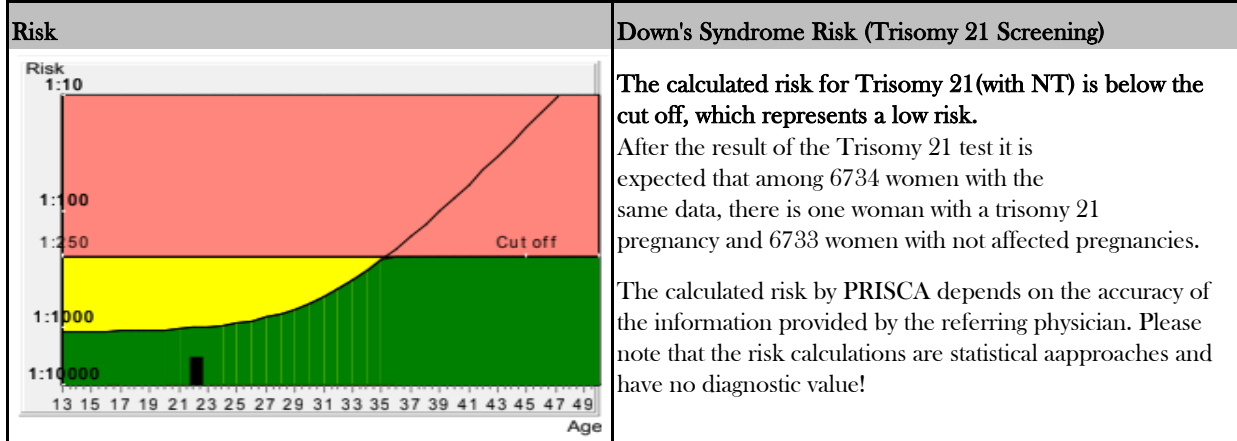 Risk
Risk
1:10
1:100
1:250
Cut off
1:1000
1:10000
13 15 17 19 21 23 25 27 29 31 33 35 37 39 41 43 45 47 49
Age
Down's Syndrome Risk (Trisomy 21 Screening)
The calculated risk for Trisomy 21(with NT) is below the
cut off, which represents a low risk.
After the result of the Trisomy 21 test it is
expected that among 6734 women with the
same data, there is one woman with a trisomy 21
pregnancy and 6733 women with not affected pregnancies.
The calculated risk by PRISCA depends on the accuracy of
the information provided by the referring physician. Please
note that the risk calculations are statistical aapproaches and
have no diagnostic value!